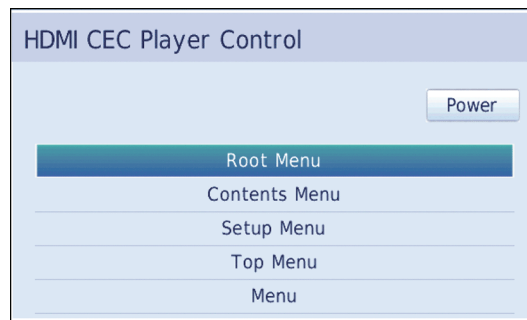 HDMI CEC Player Control
Power
Root Menu
Contents Menu
Setup Menu
Top Menu
Menu